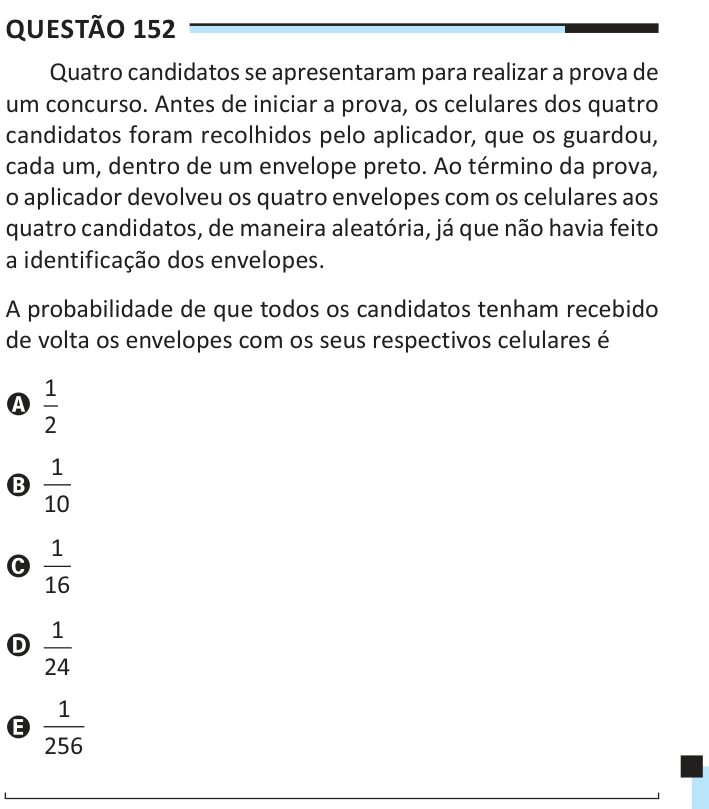 QUESTÃO 152
Quatro candidatos se apresentaram para realizar a prova de
um concurso. Antes de iniciar a prova, os celulares dos quatro
candidatos foram recolhidos pelo aplicador, que os guardou,
cada um, dentro de um envelope preto. Ao término da prova,
o aplicador devolveu os quatro envelopes com os celulares aos
quatro candidatos, de maneira aleatória, já que não havia feito
a identificação dos envelopes.
A probabilidade de que todos os candidatos tenham recebido
de volta os envelopes com os seus respectivos celulares é
A 1/2
B 1/10
C 1/16
D 1/24
E 1/256